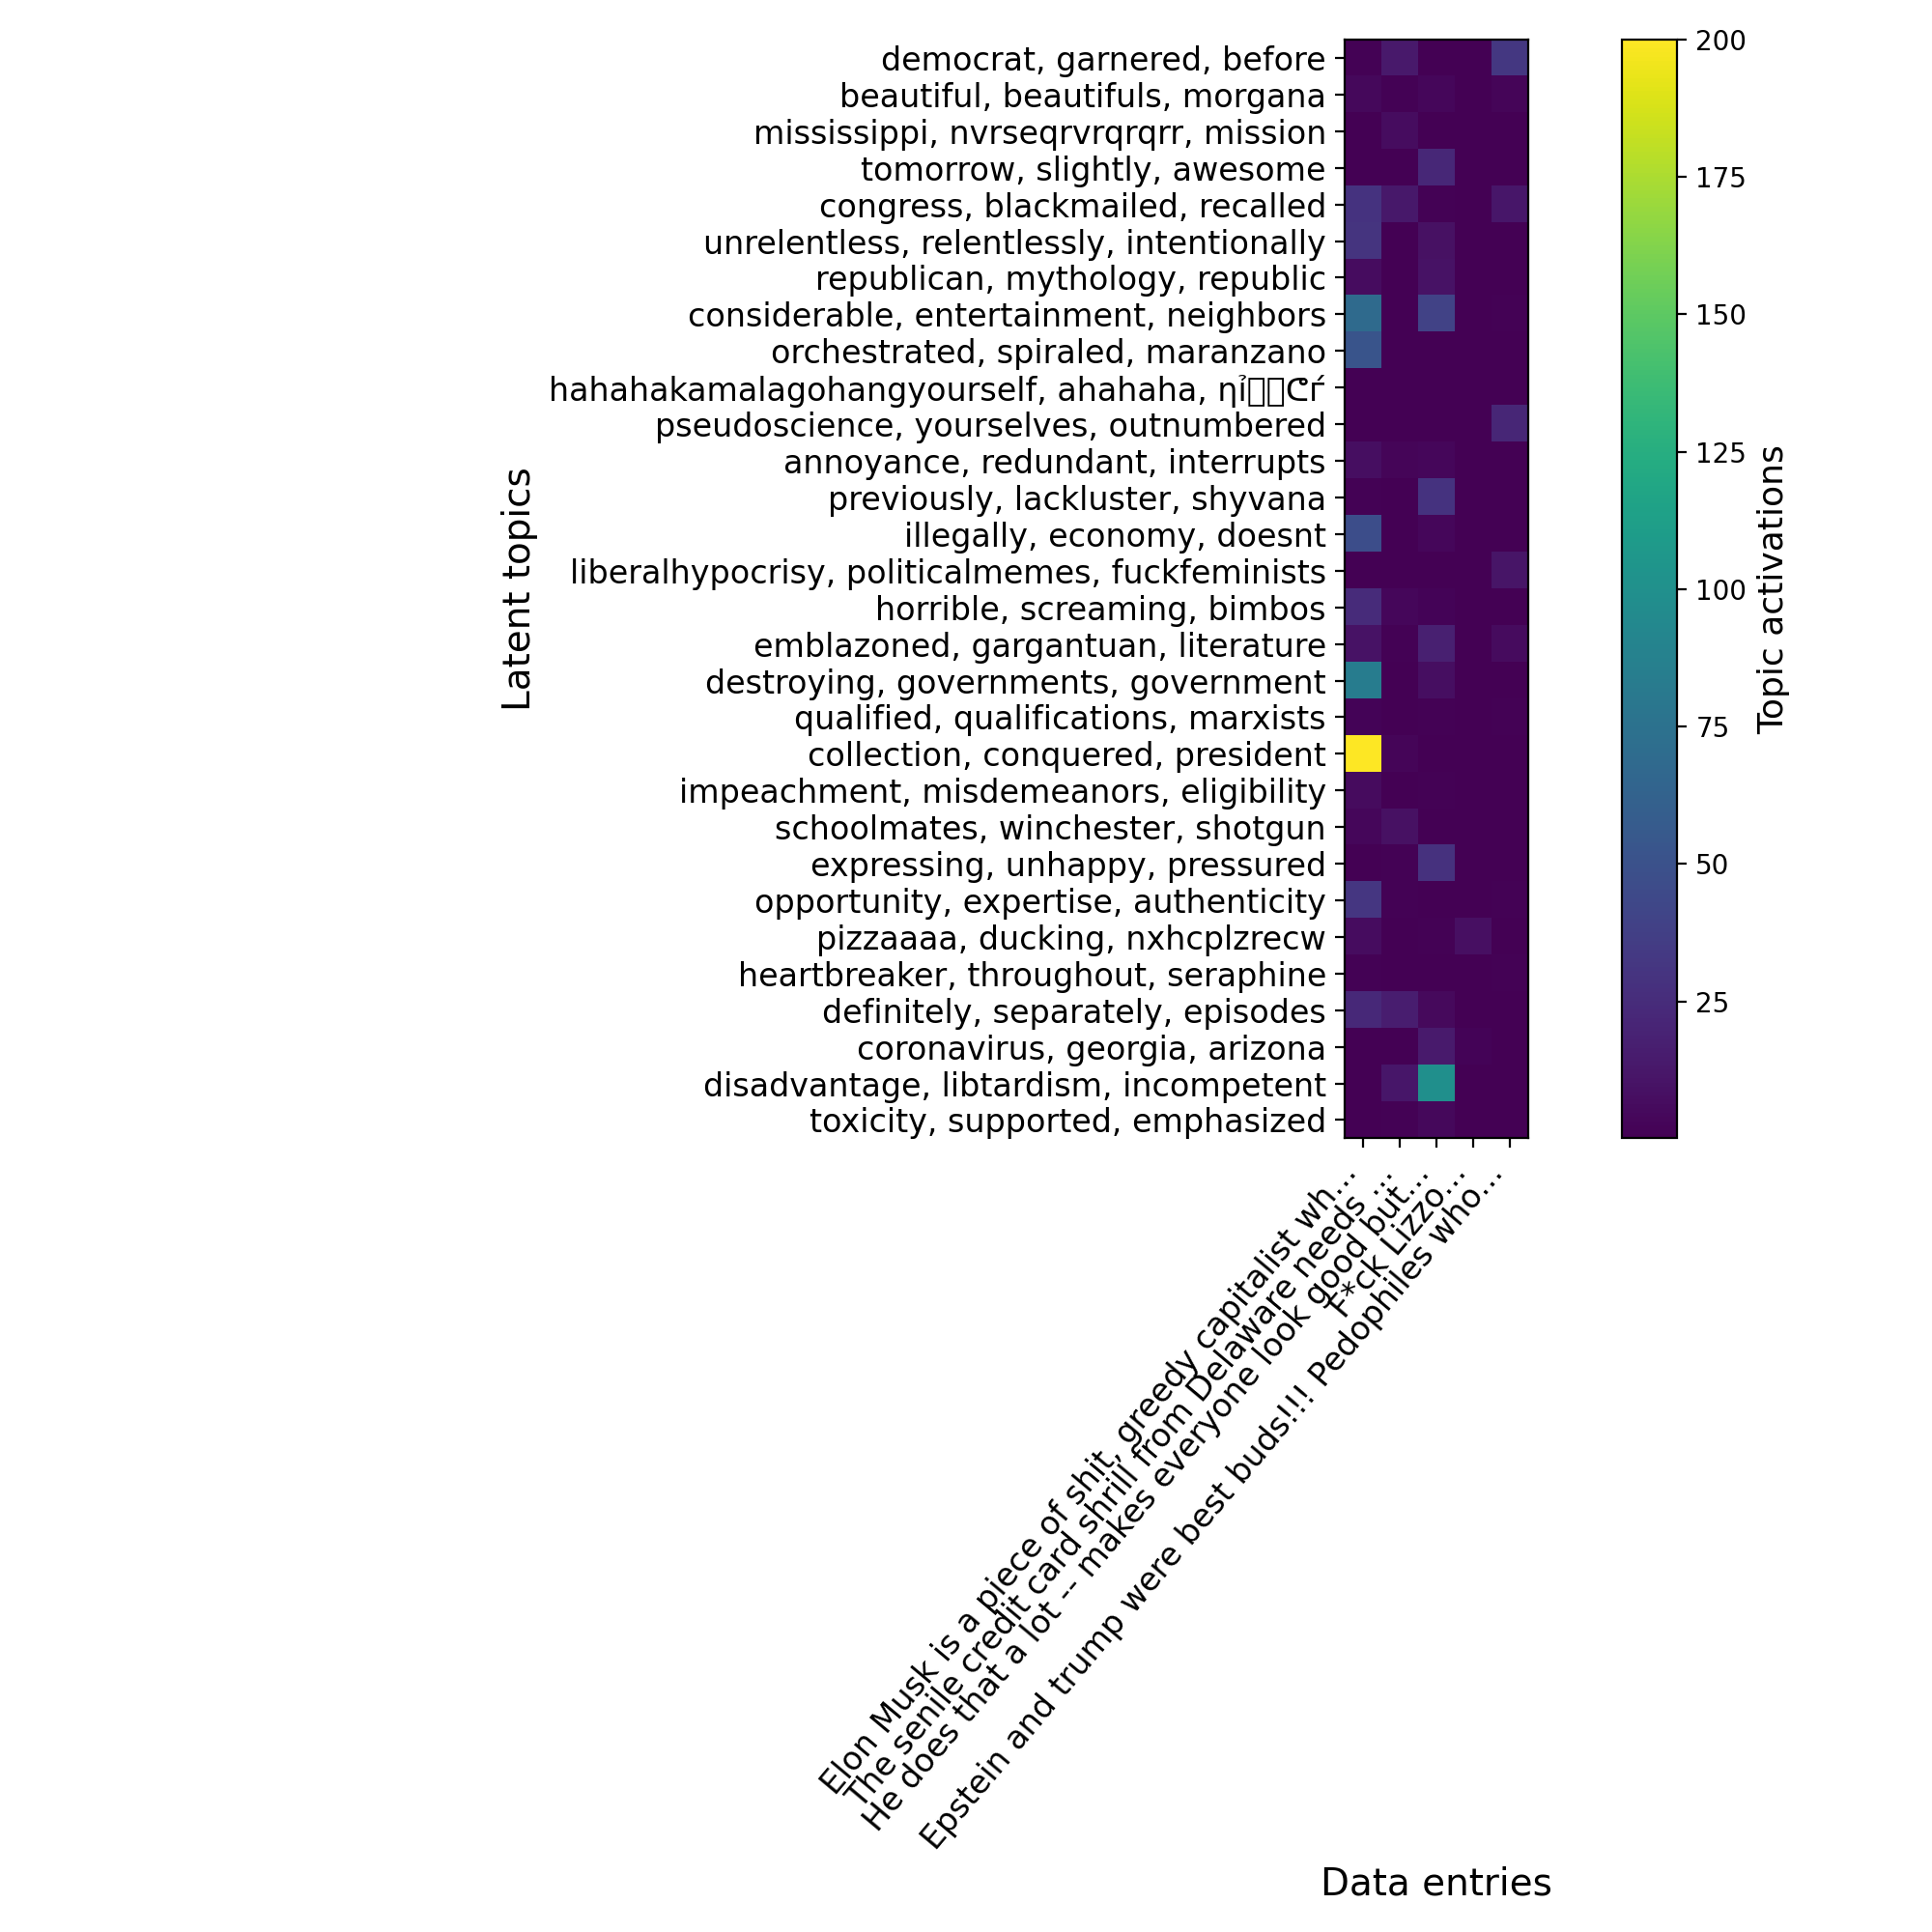 democrat, garnered, before
beautiful, beautifuls, morgana
mississippi, nvrseqrvrqrqrr, mission
tomorrow, slightly, awesome
congress, blackmailed, recalled
unrelentless, relentlessly, intentionally
republican, mythology, republic
considerable, entertainment, neighbors
orchestrated, spiraled, maranzano
hahahakamalagohangyourself, ahahaha,
pseudoscience, yourselves, outnumbered
annoyance, redundant, interrupts
previously, lackluster, shyvana
illegally, economy, doesnt
liberalhypocrisy, politicalmemes, fuckfeminists
horrible, screaming, bimbos
emblazoned, gargantuan, literature
destroying, governments, government
qualified, qualifications, marxists
collection, conquered, president
impeachment, misdemeanors, eligibility
schoolmates, winchester, shotgun
expressing, unhappy, pressured
opportunity, expertise, authenticity
pizzaaaa, ducking, nxhcplzrecw
heartbreaker, throughout, seraphine
definitely, separately, episodes
coronavirus, georgia, arizona
disadvantage, libtardism, incompetent
toxicity, supported, emphasized
Latent topics
Elon Musk is a piece of shit, greedy capitalist wh...
The senile credit card shrill from Delaware needs ...
He does that a lot -- makes everyone look good but...
F*ck Lizzo...
Epstein and trump were best buds!!! Pedophiles who...
Data entries
200
175
150
125
100
75
50
25
Topic activations